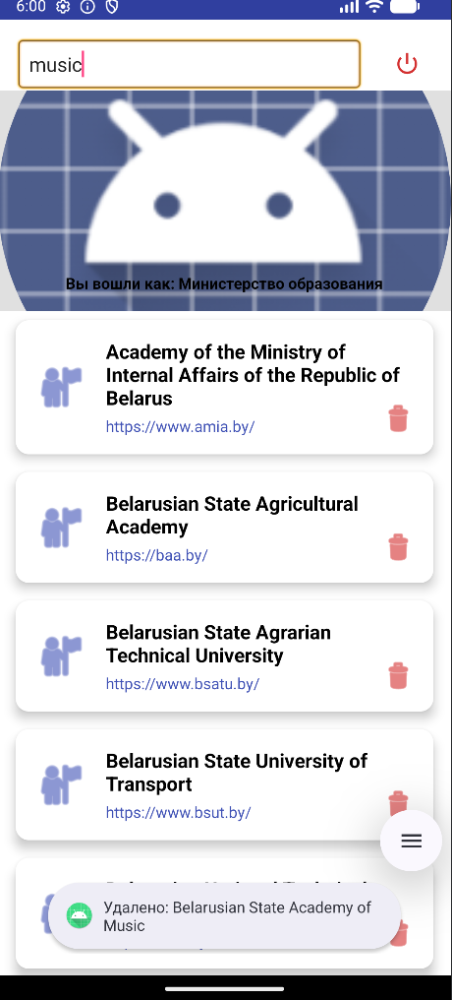 6:00
music
Вы вошли как: Министерство образования
Academy of the Ministry of
Internal Affairs of the Republic of
Belarus
https://www.amia.by/
Belarusian State Agricultural
Academy
https://baa.by/
Belarusian State Agrarian
Technical University
https://www.bsatu.by/
Belarusian State University of
Transport
https://www.bsut.by/
Удалено: Belarusian State Academy of
Music